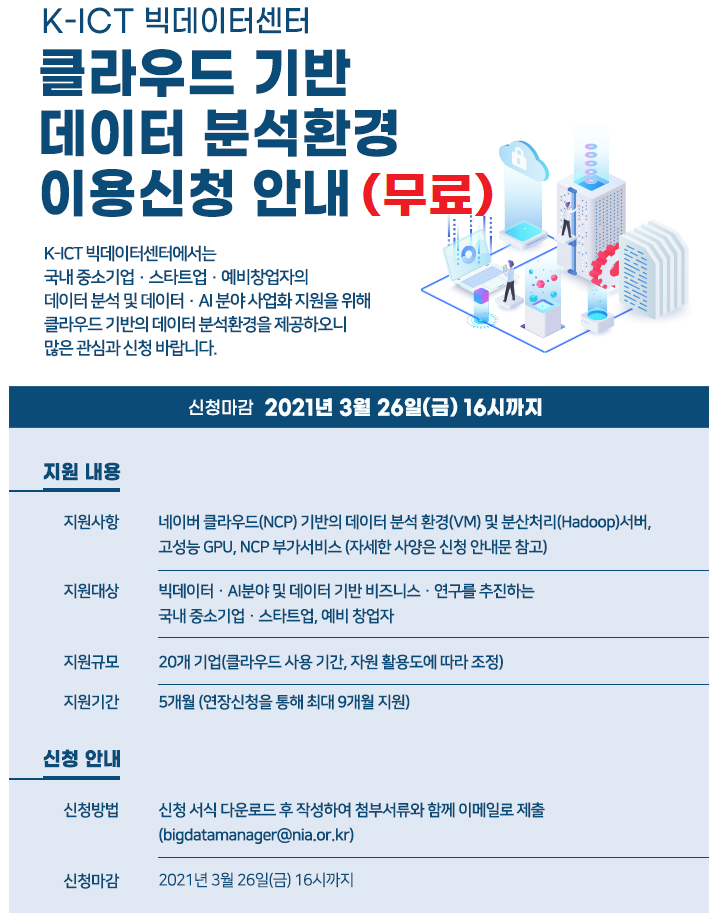 K-ICT 빅데이터센터
클라우드 기반
데이터 분석환경
이용신청 안내 (무료)
K-ICT 빅데이터센터에서는
국내 중소기업 · 스타트업 · 예비창업자의
데이터 분석 및 데이터 · AI 분야 사업화 지원을 위해
클라우드 기반의 데이터 분석환경을 제공하오니
많은 관심과 신청 바랍니다.
신청마감 2021년 3월 26일(금) 16시까지
지원 내용
지원사항 네이버 클라우드(NCP) 기반의 데이터 분석 환경(VM) 및 분산처리(Hadoop)서버,
고성능 GPU, NCP 부가서비스 (자세한 사양은 신청 안내문 참고)
지원대상 빅데이터 · AI분야 및 데이터 기반 비즈니스 · 연구를 추진하는
국내 중소기업 · 스타트업, 예비 창업자
지원규모 20개 기업(클라우드 사용 기간, 자원 활용도에 따라 조정)
지원기간 5개월 (연장신청을 통해 최대 9개월 지원)
신청 안내
신청방법 신청 서식 다운로드 후 작성하여 첨부서류와 함께 이메일로 제출
(bigdatamanager@nia.or.kr)
신청마감 2021년 3월 26일(금) 16시까지